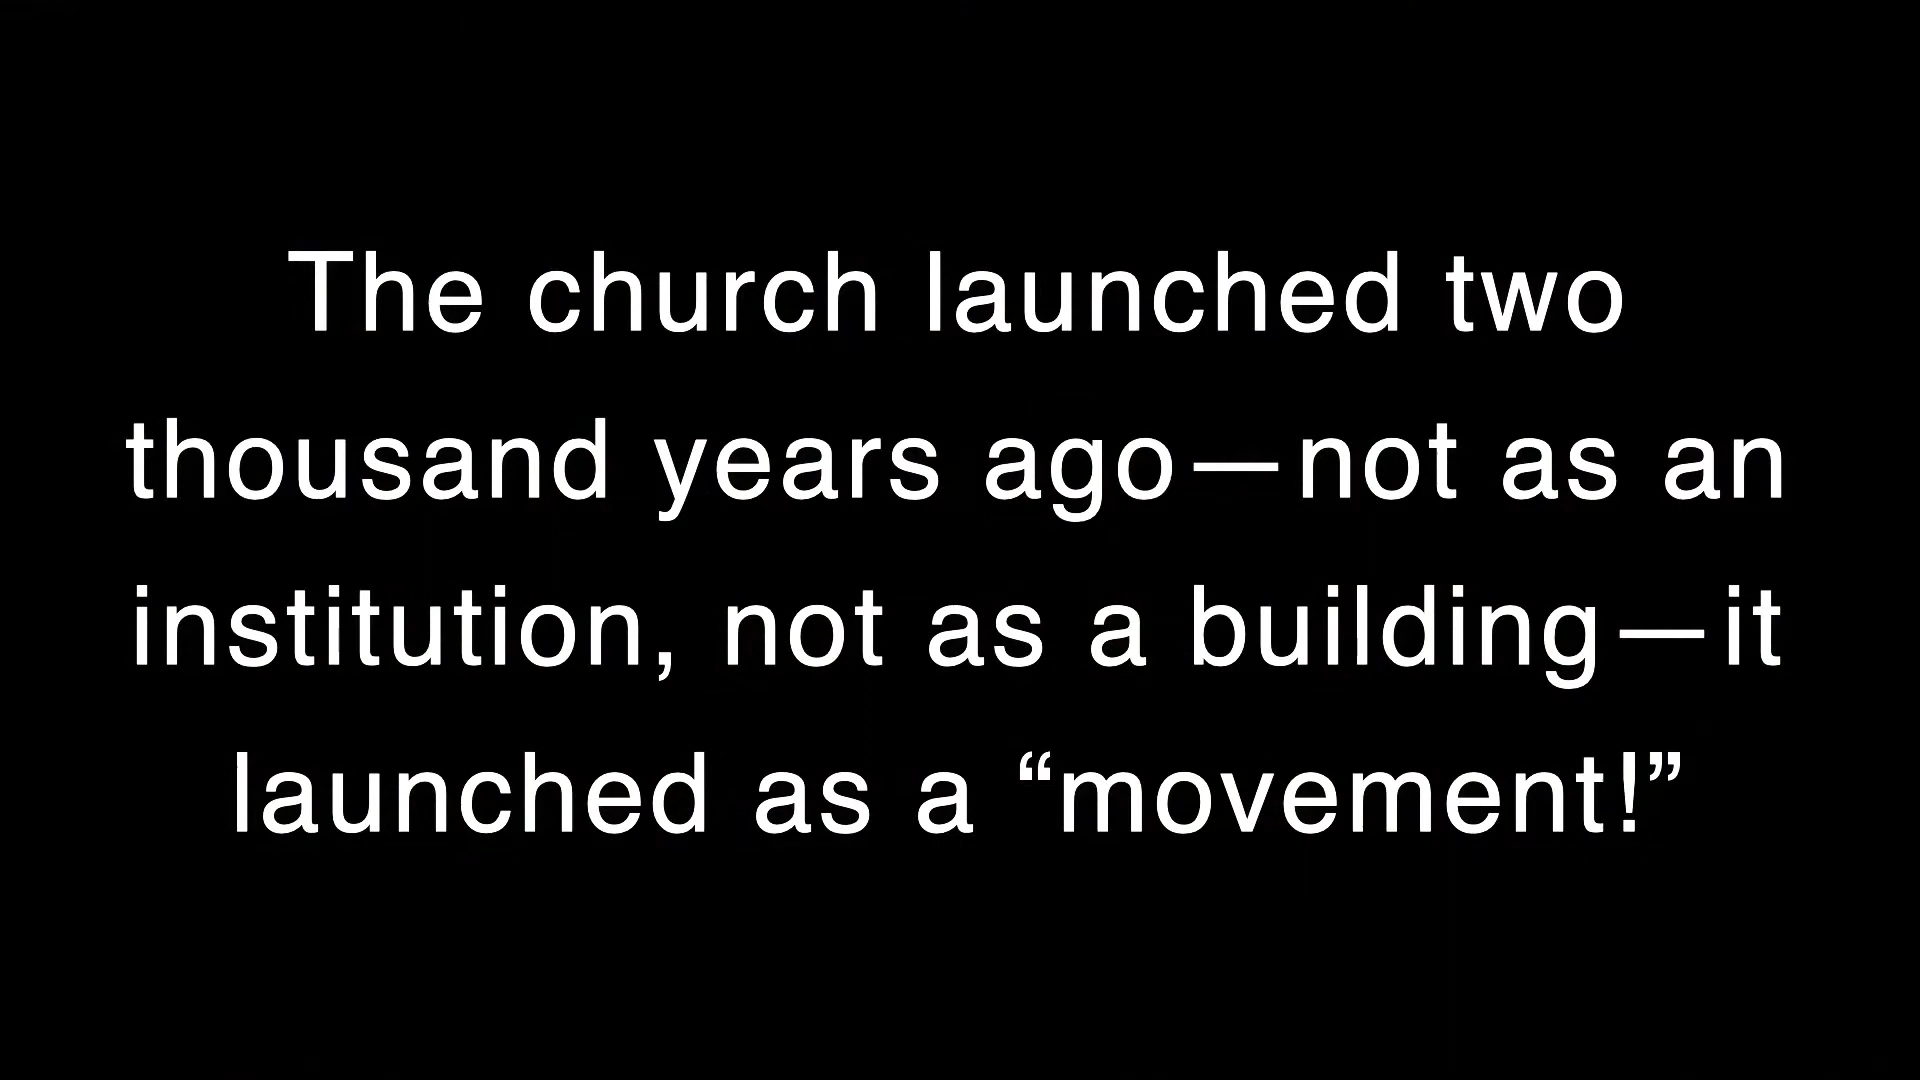 The church launched two
thousand years ago—not as an
institution, not as a building—it
launched as a “movement!”